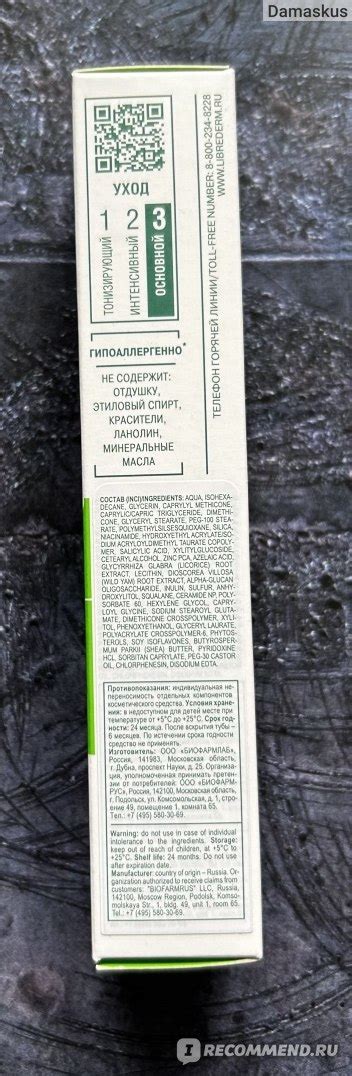 Damaskus
УХОД
1 ТОНИЗИРУЮЩИЙ
2 ИНТЕНСИВНЫЙ
3 ОСНОВНОЙ
ТЕЛЕФОН ГОРЯЧЕЙ ЛИНИИ/TOLL-FREE NUMBER: 8-800-234-8228
WWW.LIBREDERM.RU
ГИПОАЛЛЕРГЕННО*
НЕ СОДЕРЖИТ:
ОТДУШКУ,
ЭТИЛОВЫЙ СПИРТ,
КРАСИТЕЛИ,
ЛАНОЛИН,
МИНЕРАЛЬНЫЕ
МАСЛА
СОСТАВ (INCI)/INGREDIENTS: AQUA, ISOHEXA-
DECANE, GLYCERIN, CAPRYLYL METHICONE,
CAPRYLIC/CAPRIC TRIGLYCERIDE, DIMETHI-
CONE, GLYCERYL STEARATE, PEG-100 STEA-
RATE, POLYMETHYLSILSESQUIOXANE, SILICA,
NIACINAMIDE, HYDROXYETHYL ACRYLATE/SO-
DIUM ACRYLOYLDIMETHYL TAURATE COPOLY-
MER, SALICYLIC ACID, XYLITYLGLUCOSIDE,
CETEARYL ALCOHOL, ZINC PCA, AZELAIC ACID,
GLYCYRRHIZA GLABRA (LICORICE) ROOT
EXTRACT, LECITHIN, DIOSCOREA VILLOSA
(WILD YAM) ROOT EXTRACT, ALPHA-GLUCAN
OLIGOSACCHARIDE, INULIN, SULFUR, ANHY-
DROXYLITOL, SQUALANE, CERAMIDE NP, POLY-
SORBATE 60, HEXYLENE GLYCOL, CAPRY-
LOYL GLYCINE, SODIUM STEAROYL GLUTA-
MATE, DIMETHICONE CROSSPOLYMER, XYLI-
TOL, PHENOXYETHANOL, GLYCERYL LAURATE,
POLYACRYLATE CROSSPOLYMER-6, PHYTOS-
TEROLS, SOY ISOFLAVONES, BUTYROSPER-
MUM PARKII (SHEA) BUTTER, PYRIDOXINE
HCL, SORBITAN CAPRYLATE, PEG-30 CASTOR
OIL, CHLORPHENESIN, DISODIUM EDTA.
Противопоказания: индивидуальная не-
переносимость отдельных компонентов
косметического средства. Условия хране-
ния: в недоступном для детей месте при
температуре от +5°C до +25°C. Срок год-
ности: 24 месяца. После вскрытия тубы –
6 месяцев. По истечении срока годности
средство не применять.
Изготовитель: ООО «БИОФАРМЛАБ»,
Россия, 141983, Московская область,
г. Дубна, проспект Науки, д. 25. Организа-
ция, уполномоченная принимать претен-
зии от потребителей: ООО «БИОФАРМ-
РУС», Россия, 142100, Московская область,
г. Подольск, ул. Комсомольская, д. 1, строе-
ние 49, помещение 1, комната 65.
Тел.: +7 (495) 580-30-69.
Warning: do not use in case of individual
intolerance to the ingredients. Storage:
keep out of reach of children, at +5°C to
+25°C. Shelf life: 24 months. Do not use
after expiration date.
Manufacturer: country of origin – Russia. Or-
ganization authorized to receive claims from
customers: "BIOFARMRUS" LLC, Russia,
142100, Moscow Region, Podolsk, Komso-
molskaya Str., 1, bldg. 49, unit 1, room 65.
Tel.: +7 (495) 580-30-69.
I RECOMMEND.RU